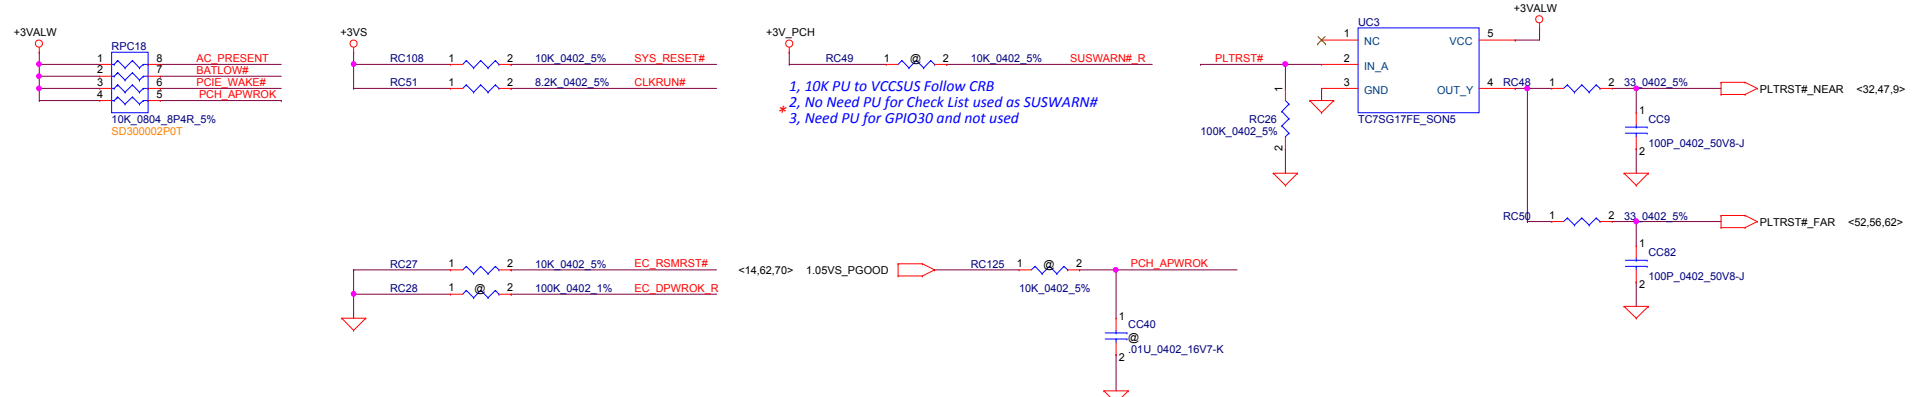 +3VALW
RPC18
1 8 AC_PRESENT
2 7 BATLOW#
3 6 PCIE_WAKE#
4 5 PCH_APWROK
10K_0804_8P4R_5%
SD300002P0T
+3VS
RC108 1 2 10K_0402_5% SYS_RESET#
RC51 1 2 8.2K_0402_5% CLKRUN#
+3V_PCH
RC49 1 @ 2 10K_0402_5% SUSWARN#_R
1, 10K PU to VCCSUS Follow CRB
2, No Need PU for Check List used as SUSWARN#
* 3, Need PU for GPIO30 and not used
+3VALW
UC3
PLTRST#
1 NC VCC 5
2 IN_A
3 GND OUT_Y 4
TC7SG17FE_SON5
1
RC26
100K_0402_5%
2
RC48 1 2 33_0402_5% PLTRST#_NEAR <32,47,9>
1
CC9
100P_0402_50V8-J
2
RC50 1 2 33_0402_5% PLTRST#_FAR <52,56,62>
1
CC82
100P_0402_50V8-J
2
RC27 1 2 10K_0402_5% EC_RSMRST#
RC28 1 @ 2 100K_0402_1% EC_DPWROK_R
<14,62,70> 1.05VS_PGOOD RC125 1 @ 2 PCH_APWROK
10K_0402_5%
1
CC40
@
.01U_0402_16V7-K
2